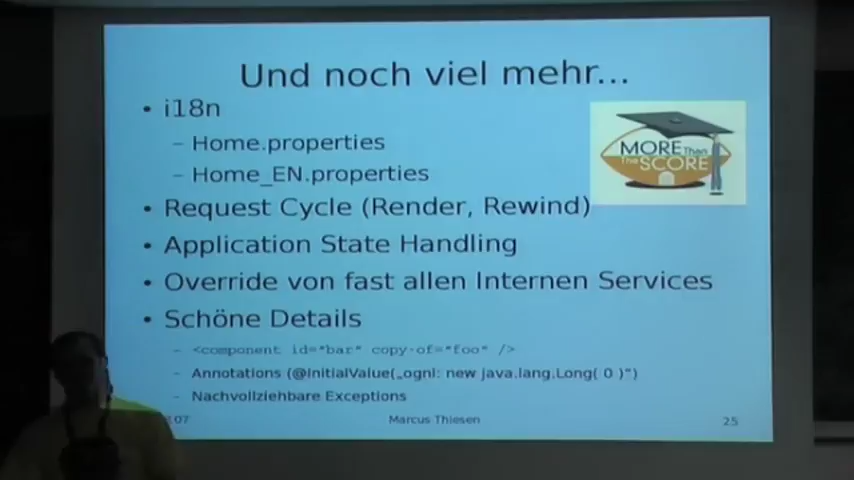 Und noch viel mehr...
• i18n
– Home.properties
– Home_EN.properties
MORE Than
The SCORE
• Request Cycle (Render, Rewind)
• Application State Handling
• Override von fast allen Internen Services
• Schöne Details
– <component id="bar" copy-of="foo" />
– Annotations (@InitialValue(„ognl: new java.lang.Long( 0 )")
– Nachvollziehbare Exceptions
07 Marcus Thiesen 25